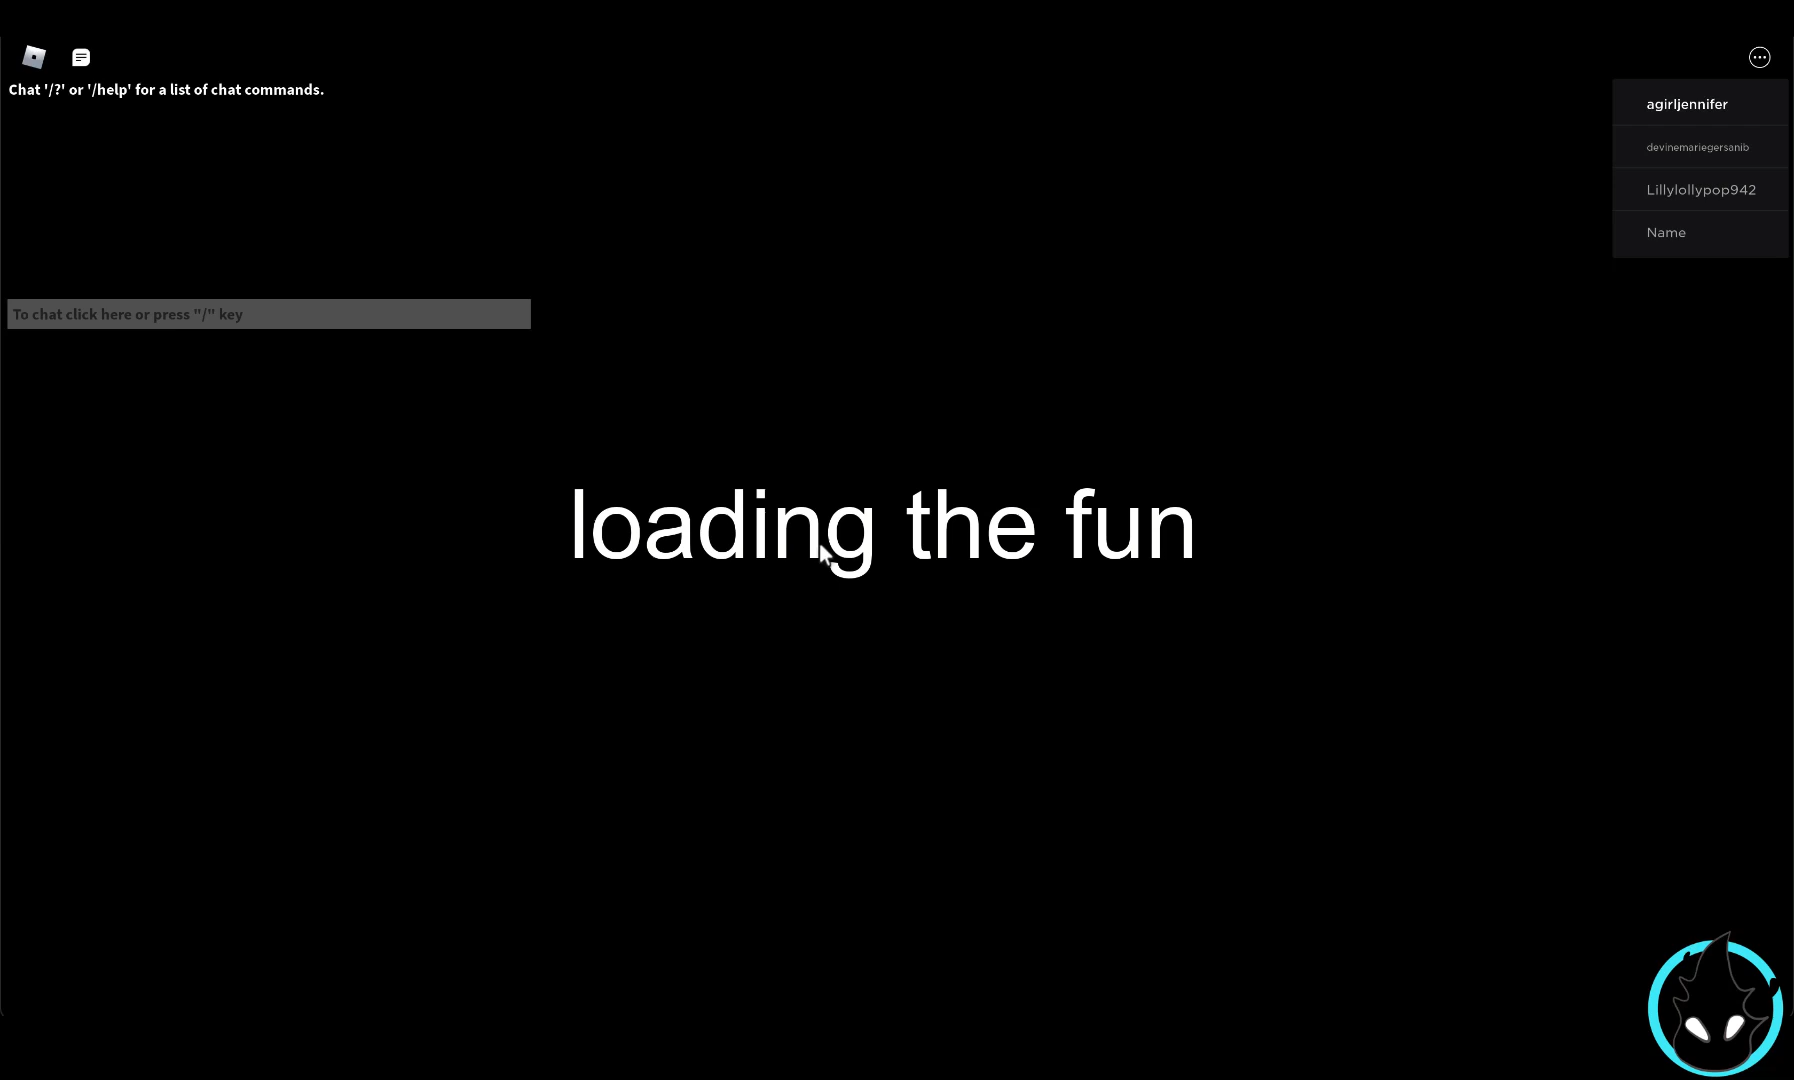 Chat '/?' or '/help' for a list of chat commands.
agirljennifer
devinemariegersanib
Lillylollypop942
Name
To chat click here or press "/" key
loading the fun